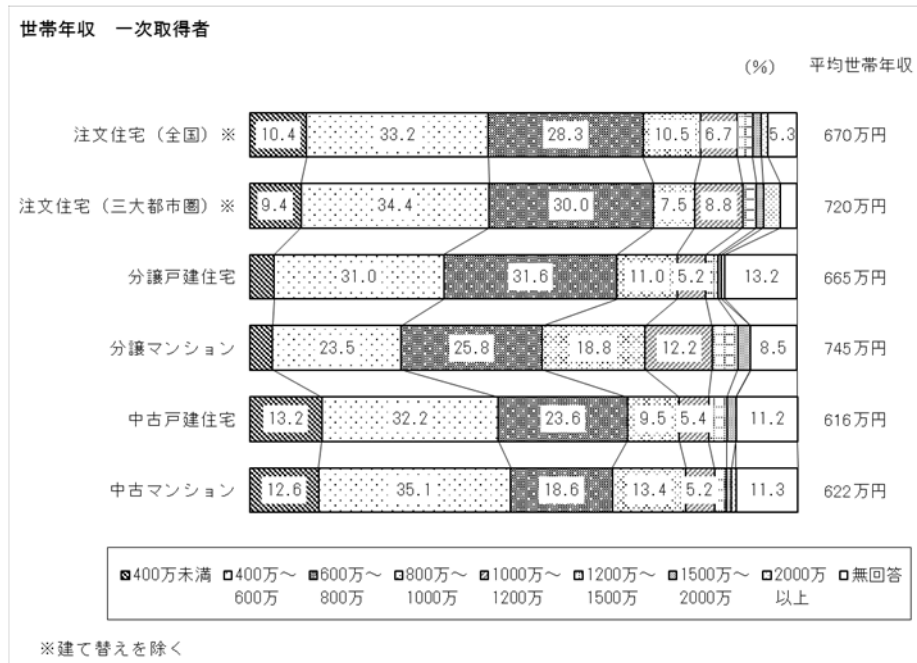 世帯年収　一次取得者
(%)　平均世帯年収
注文住宅（全国）※ 10.4 33.2 28.3 10.5 6.7 5.3 670万円
注文住宅（三大都市圏）※ 9.4 34.4 30.0 7.5 8.8 720万円
分譲戸建住宅 31.0 31.6 11.0 5.2 13.2 665万円
分譲マンション 23.5 25.8 18.8 12.2 8.5 745万円
中古戸建住宅 13.2 32.2 23.6 9.5 5.4 11.2 616万円
中古マンション 12.6 35.1 18.6 13.4 5.2 11.3 622万円
400万未満 400万～ 600万～ 800万～ 1000万～ 1200万～ 1500万～ 2000万 無回答
600万 800万 1000万 1200万 1500万 2000万 以上
※建て替えを除く